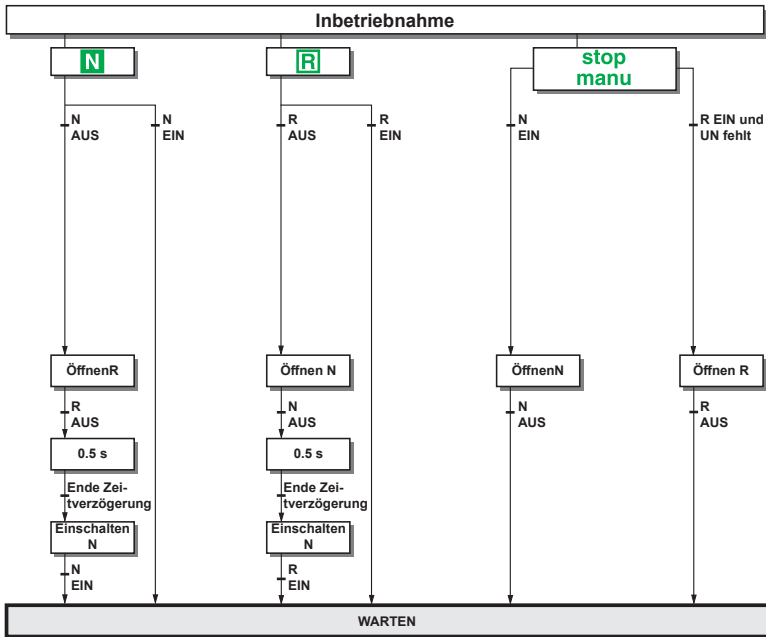 Inbetriebnahme
N
R
stop
manu
N
AUS
N
EIN
R
AUS
R
EIN
N
EIN
R EIN und
UN fehlt
ÖffnenR
Öffnen N
ÖffnenN
Öffnen R
R
AUS
N
AUS
N
AUS
R
AUS
0.5 s
0.5 s
Ende Zei-
tverzögerung
Ende Zei-
tverzögerung
Einschalten
N
Einschalten
N
N
EIN
R
EIN
WARTEN